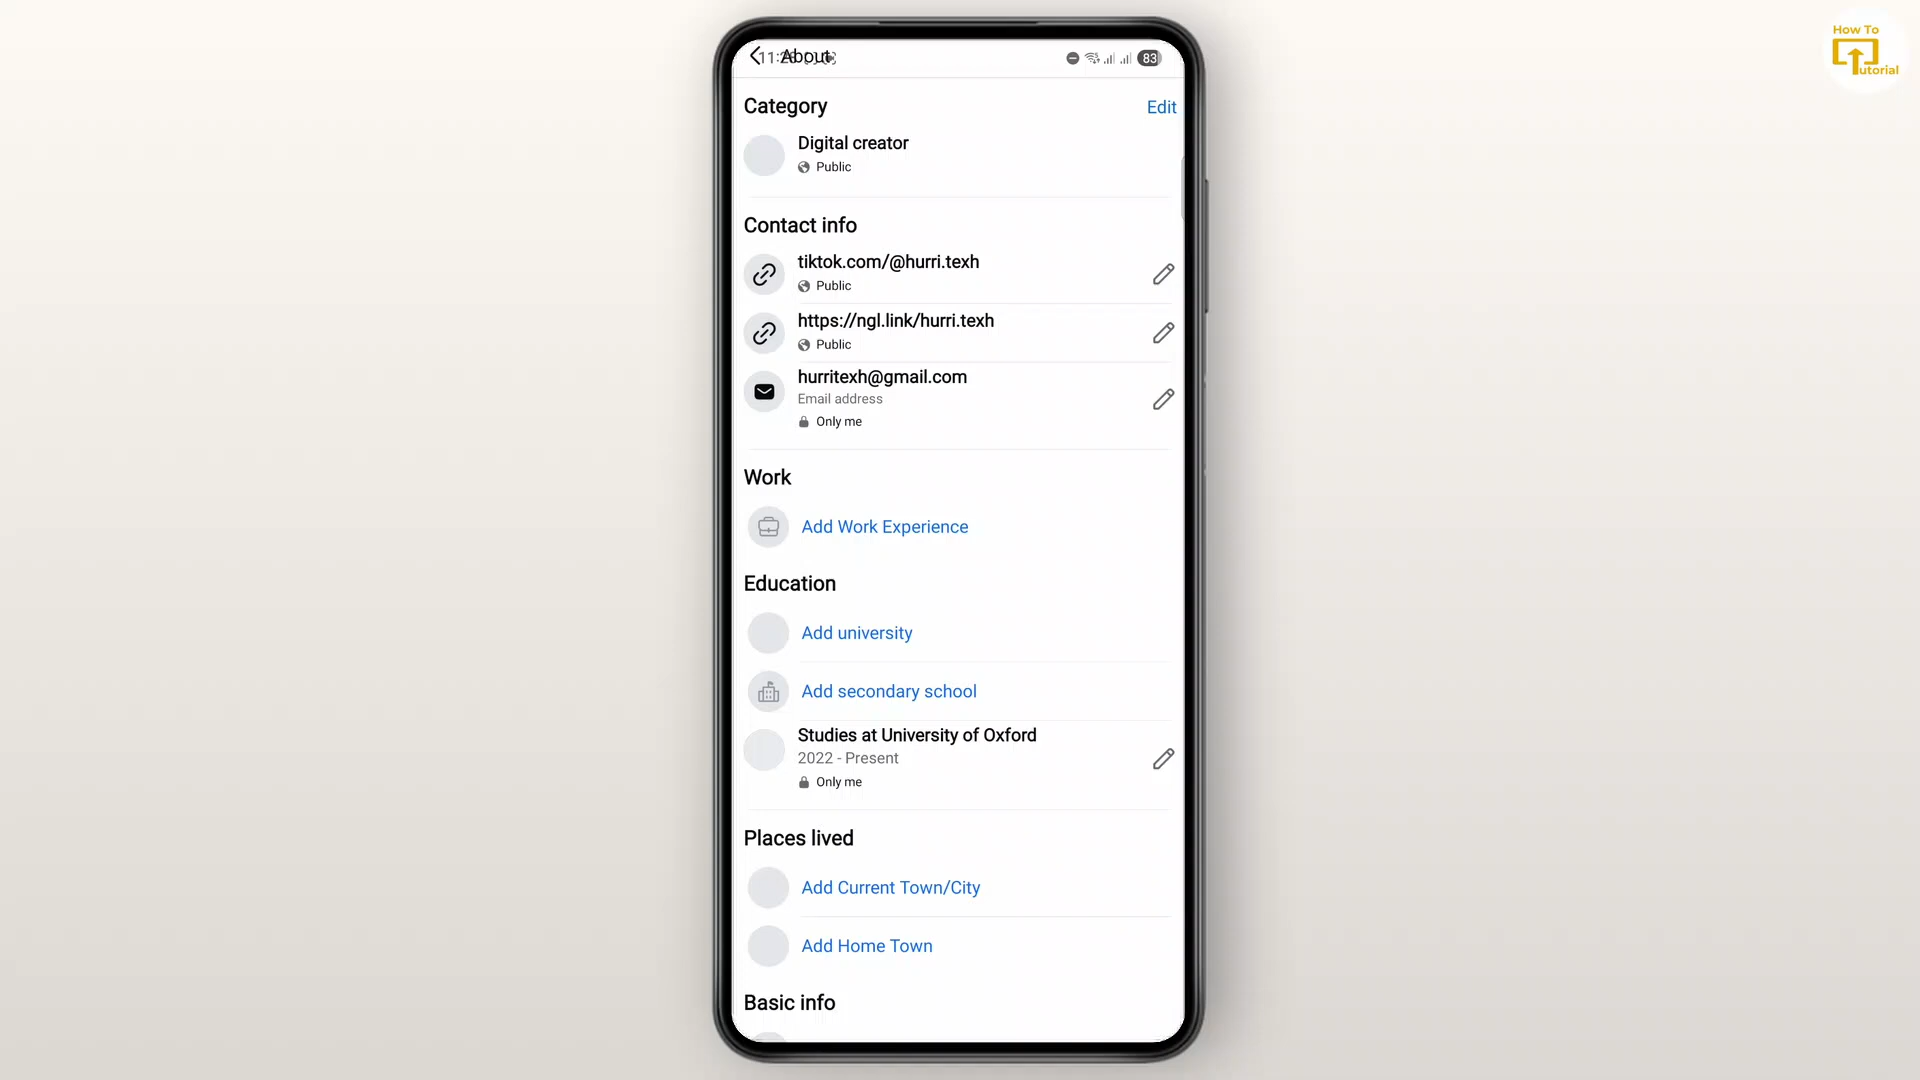 How To
utorial
About
83
Category
Edit
Digital creator
Public
Contact info
tiktok.com/@hurri.texh
Public
https://ngl.link/hurri.texh
Public
hurritexh@gmail.com
Email address
Only me
Work
Add Work Experience
Education
Add university
Add secondary school
Studies at University of Oxford
2022 - Present
Only me
Places lived
Add Current Town/City
Add Home Town
Basic info